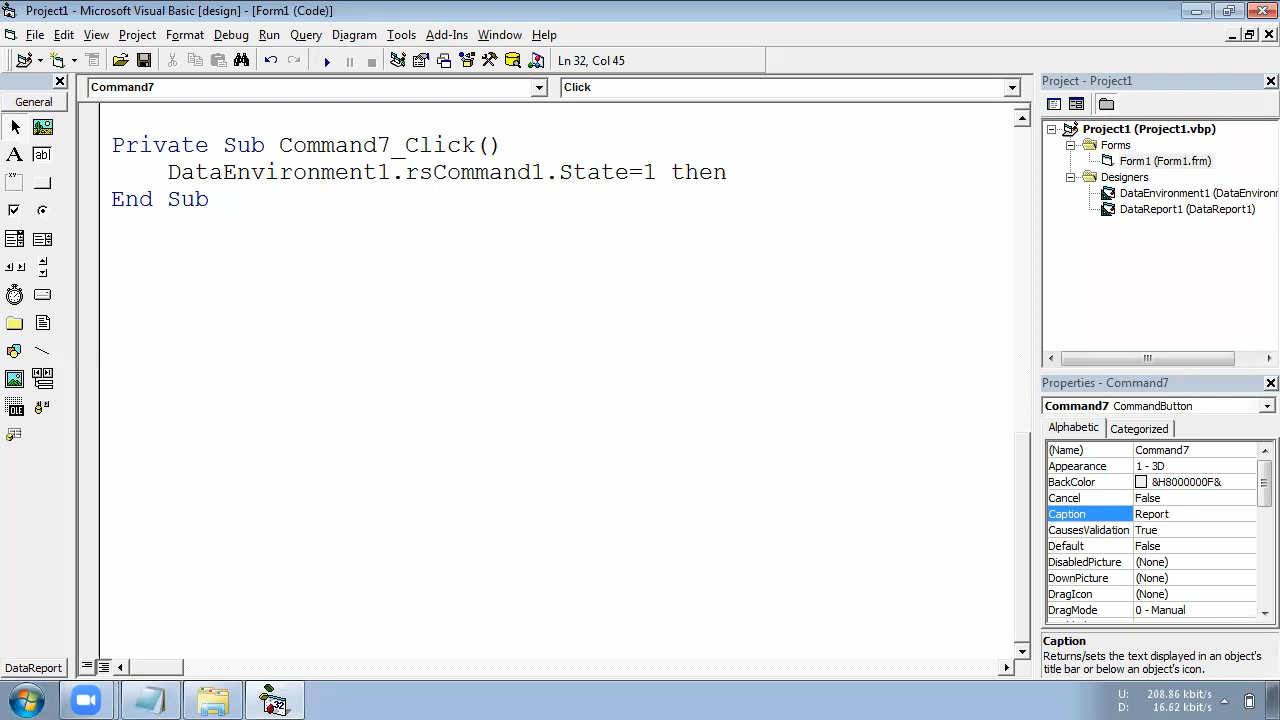 Project1 - Microsoft Visual Basic [design] - [Form1 (Code)]
File Edit View Project Format Debug Run Query Diagram Tools Add-Ins Window Help
Ln 32, Col 45
General
Command7
Click
Private Sub Command7_Click()
DataEnvironment1.rsCommand1.State=1 then
End Sub
DataReport
Project - Project1
Project1 (Project1.vbp)
Forms
Form1 (Form1.frm)
Designers
DataEnvironment1 (DataEnvironr
DataReport1 (DataReport1)
Properties - Command7
Command7 CommandButton
Alphabetic Categorized
(Name) Command7
Appearance 1 - 3D
BackColor &H8000000F&
Cancel False
Caption Report
CausesValidation True
Default False
DisabledPicture (None)
DownPicture (None)
DragIcon (None)
DragMode 0 - Manual
Caption
Returns/sets the text displayed in an object's
title bar or below an object's icon.
U: 208.86 kbit/s
D: 16.62 kbit/s